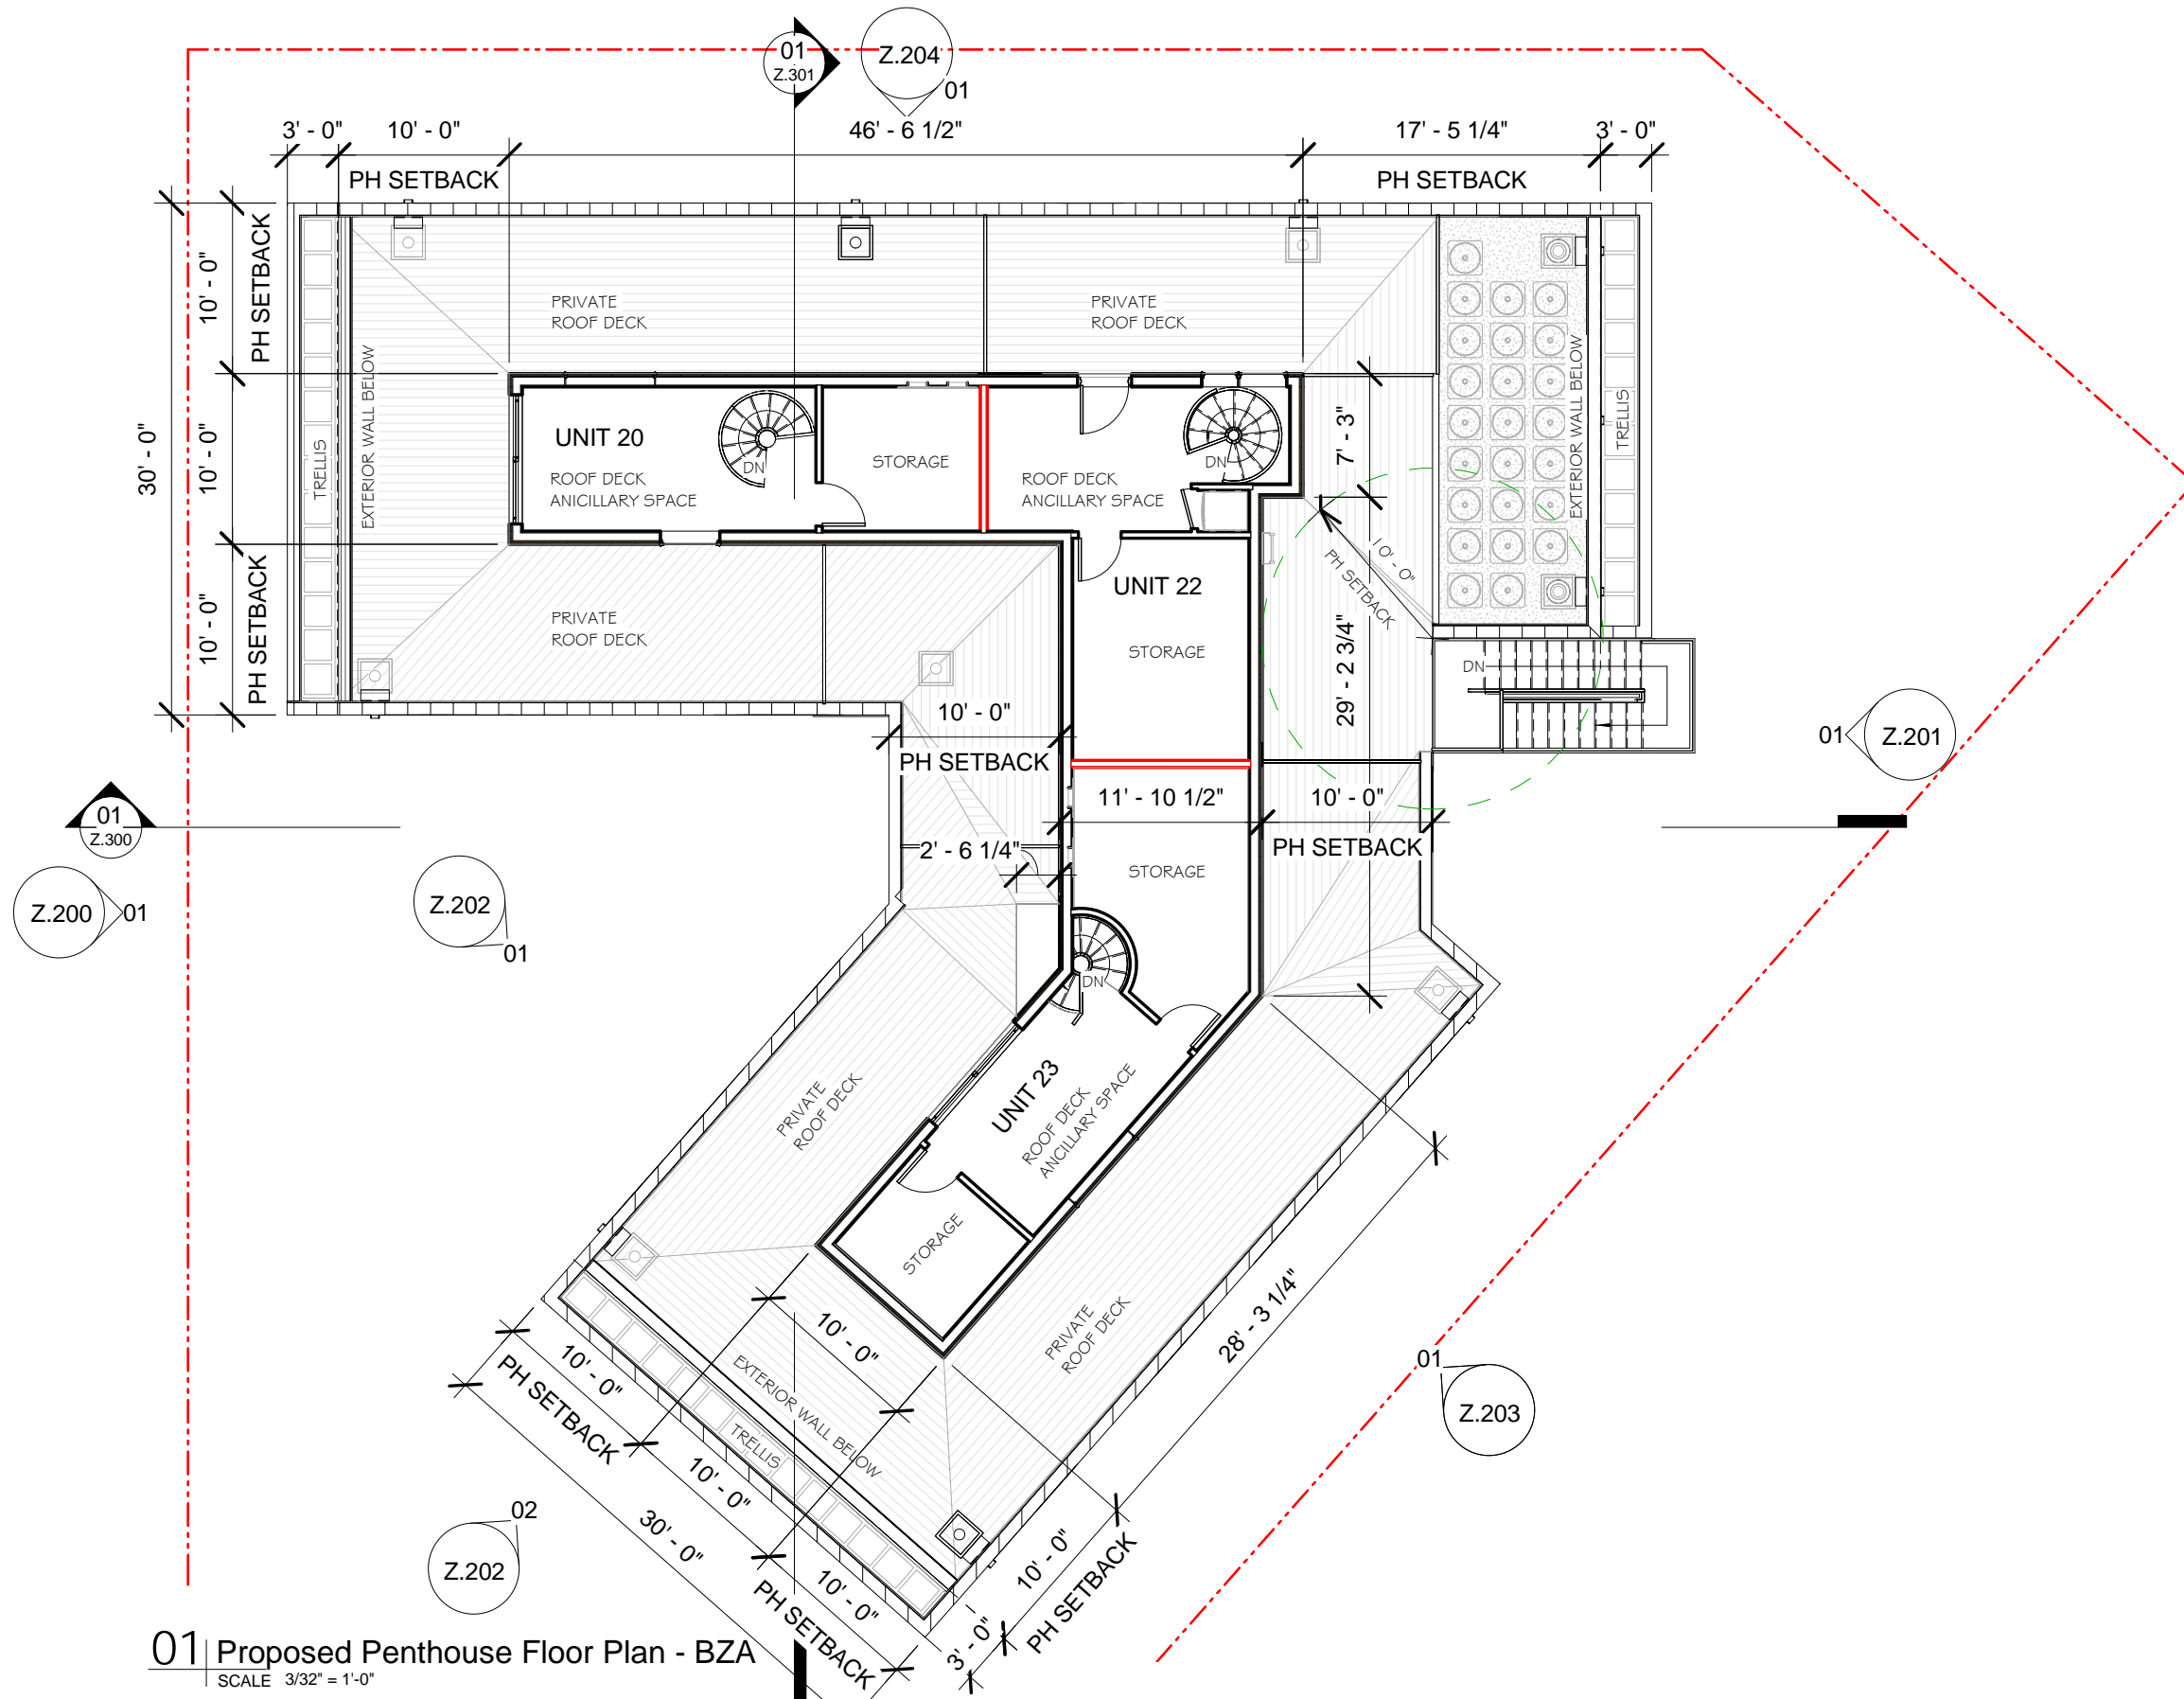 01
Z.301
Z.204
01
3' - 0"
10' - 0"
46' - 6 1/2"
17' - 5 1/4"
3' - 0"
PH SETBACK
PH SETBACK
30' - 0"
10' - 0"
PH SETBACK
10' - 0"
10' - 0"
PH SETBACK
TRELLIS
EXTERIOR WALL BELOW
PRIVATE
ROOF DECK
PRIVATE
ROOF DECK
EXTERIOR WALL BELOW
TRELLIS
UNIT 20
ROOF DECK
ANCILLARY SPACE
DN
STORAGE
ROOF DECK
ANCILLARY SPACE
DN
7' - 3"
10' - 0"
PH SETBACK
29' - 2 3/4"
UNIT 22
STORAGE
PRIVATE
ROOF DECK
DN
10' - 0"
PH SETBACK
11' - 10 1/2"
10' - 0"
PH SETBACK
2' - 6 1/4"
STORAGE
DN
01
Z.201
01
Z.300
Z.200
01
Z.202
01
PRIVATE
ROOF DECK
UNIT 23
ROOF DECK
ANCILLARY SPACE
STORAGE
PRIVATE
ROOF DECK
28' - 3 1/4"
10' - 0"
EXTERIOR WALL BELOW
TRELLIS
10' - 0"
PH SETBACK
10' - 0"
30' - 0"
10' - 0"
PH SETBACK
3' - 0"
10' - 0"
PH SETBACK
01
Z.203
02
Z.202
01 Proposed Penthouse Floor Plan - BZA
SCALE 3/32" = 1'-0"